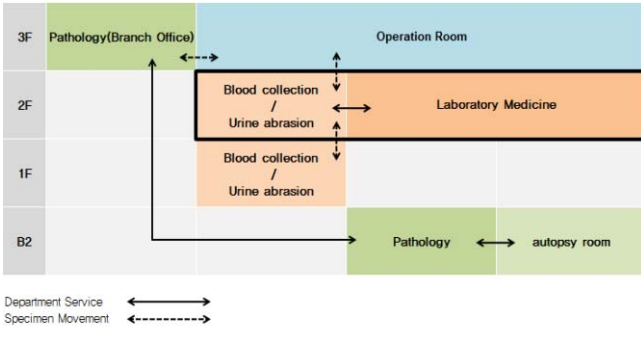 3F
Pathology(Branch Office)
Operation Room
2F
Blood collection
/
Urine abrasion
Laboratory Medicine
1F
Blood collection
/
Urine abrasion
B2
Pathology
autopsy room
Department Service
Specimen Movement